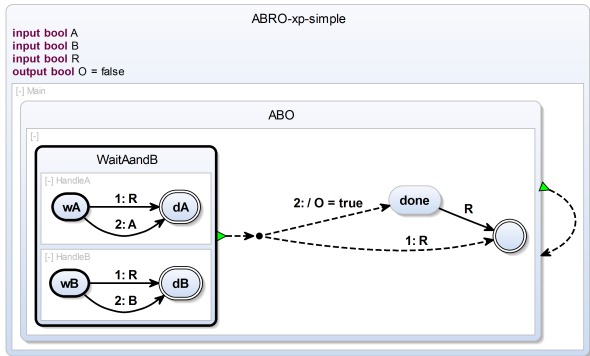 ABRO-xp-simple
input bool A
input bool B
input bool R
output bool O = false
[-] Main
ABO
[-]
WaitAandB
[-] HandleA
wA
1: R
2: A
dA
[-] HandleB
wB
1: R
2: B
dB
2: / O = true
done
R
1: R